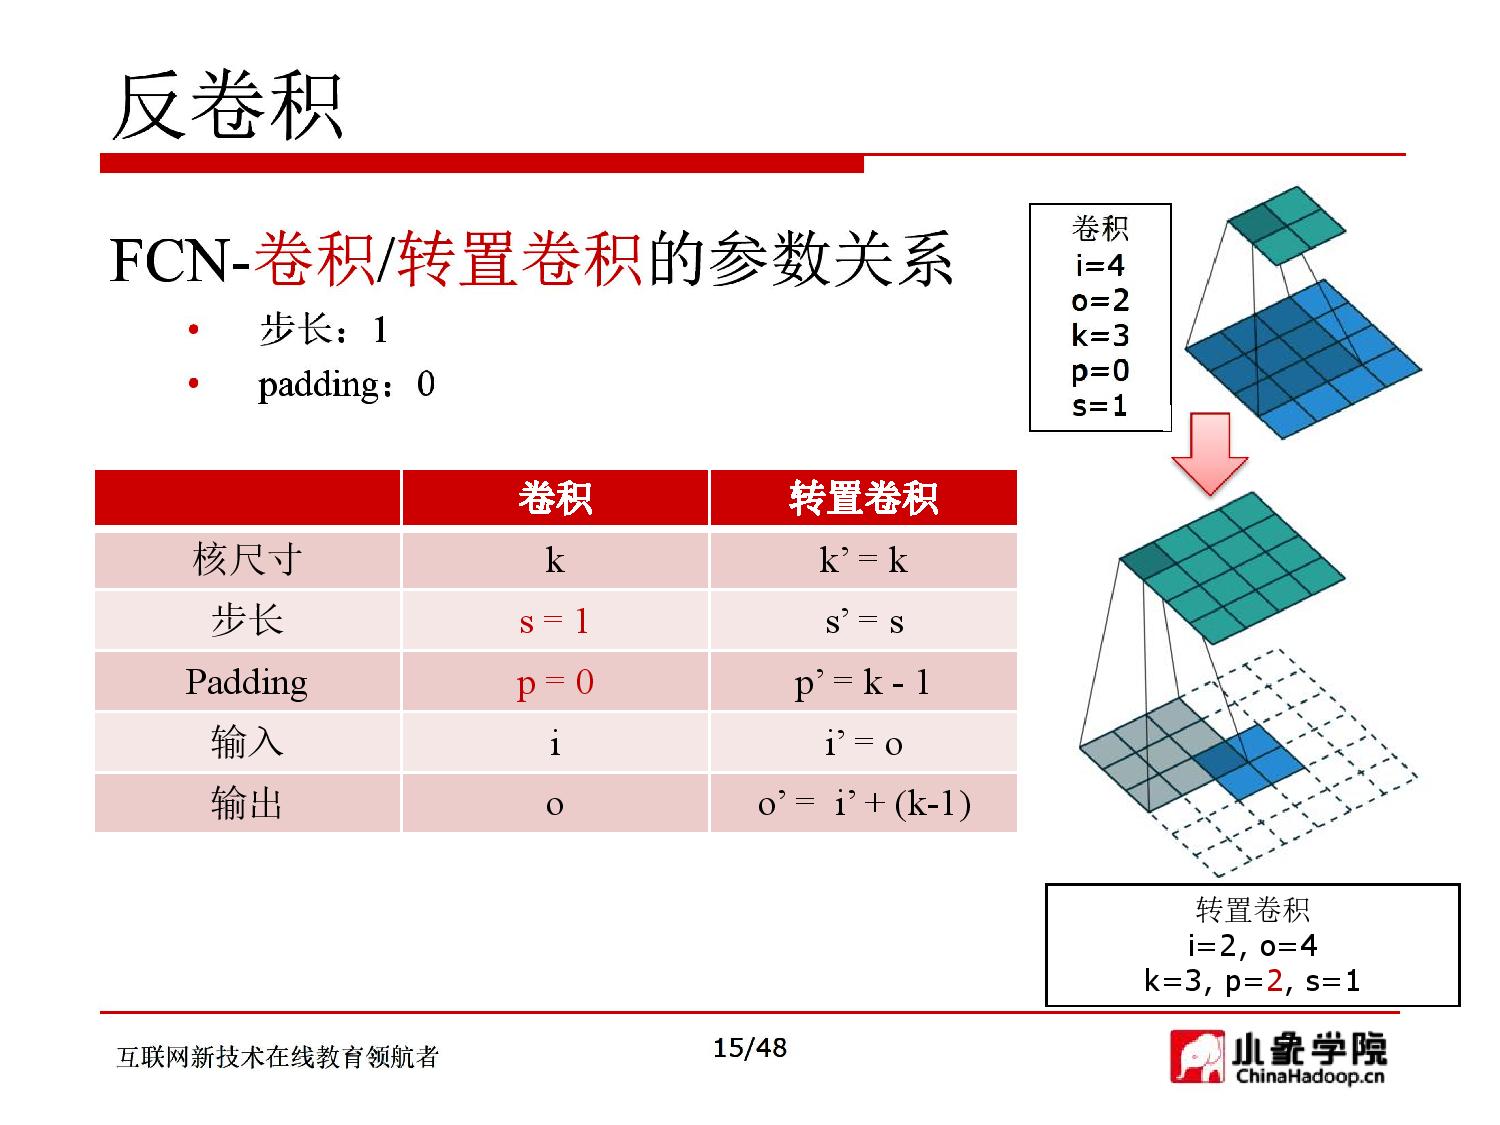 反卷积
FCN-卷积/转置卷积的参数关系
• 步长：1
• padding：0
卷积
i=4
o=2
k=3
p=0
s=1
卷积 转置卷积
核尺寸 k k’ = k
步长 s = 1 s’ = s
Padding p = 0 p’ = k - 1
输入 i i’ = o
输出 o o’ = i’ + (k-1)
转置卷积
i=2, o=4
k=3, p=2, s=1
互联网新技术在线教育领航者
15/48
小象学院
ChinaHadoop.cn